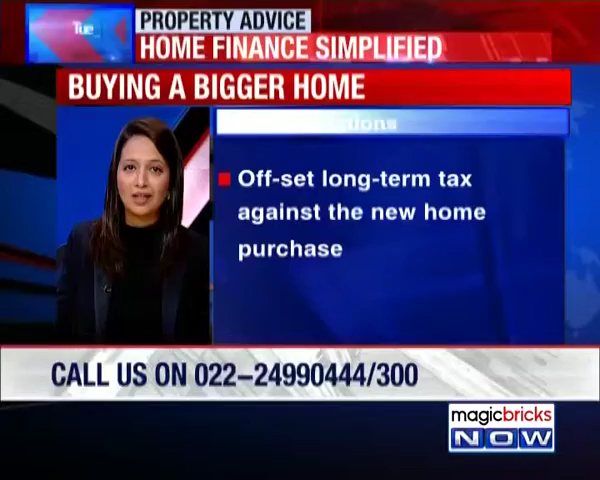 Tue
PROPERTY ADVICE
HOME FINANCE SIMPLIFIED
BUYING A BIGGER HOME
Off-set long-term tax
against the new home
purchase
CALL US ON 022–24990444/300
magicbricks
NOW